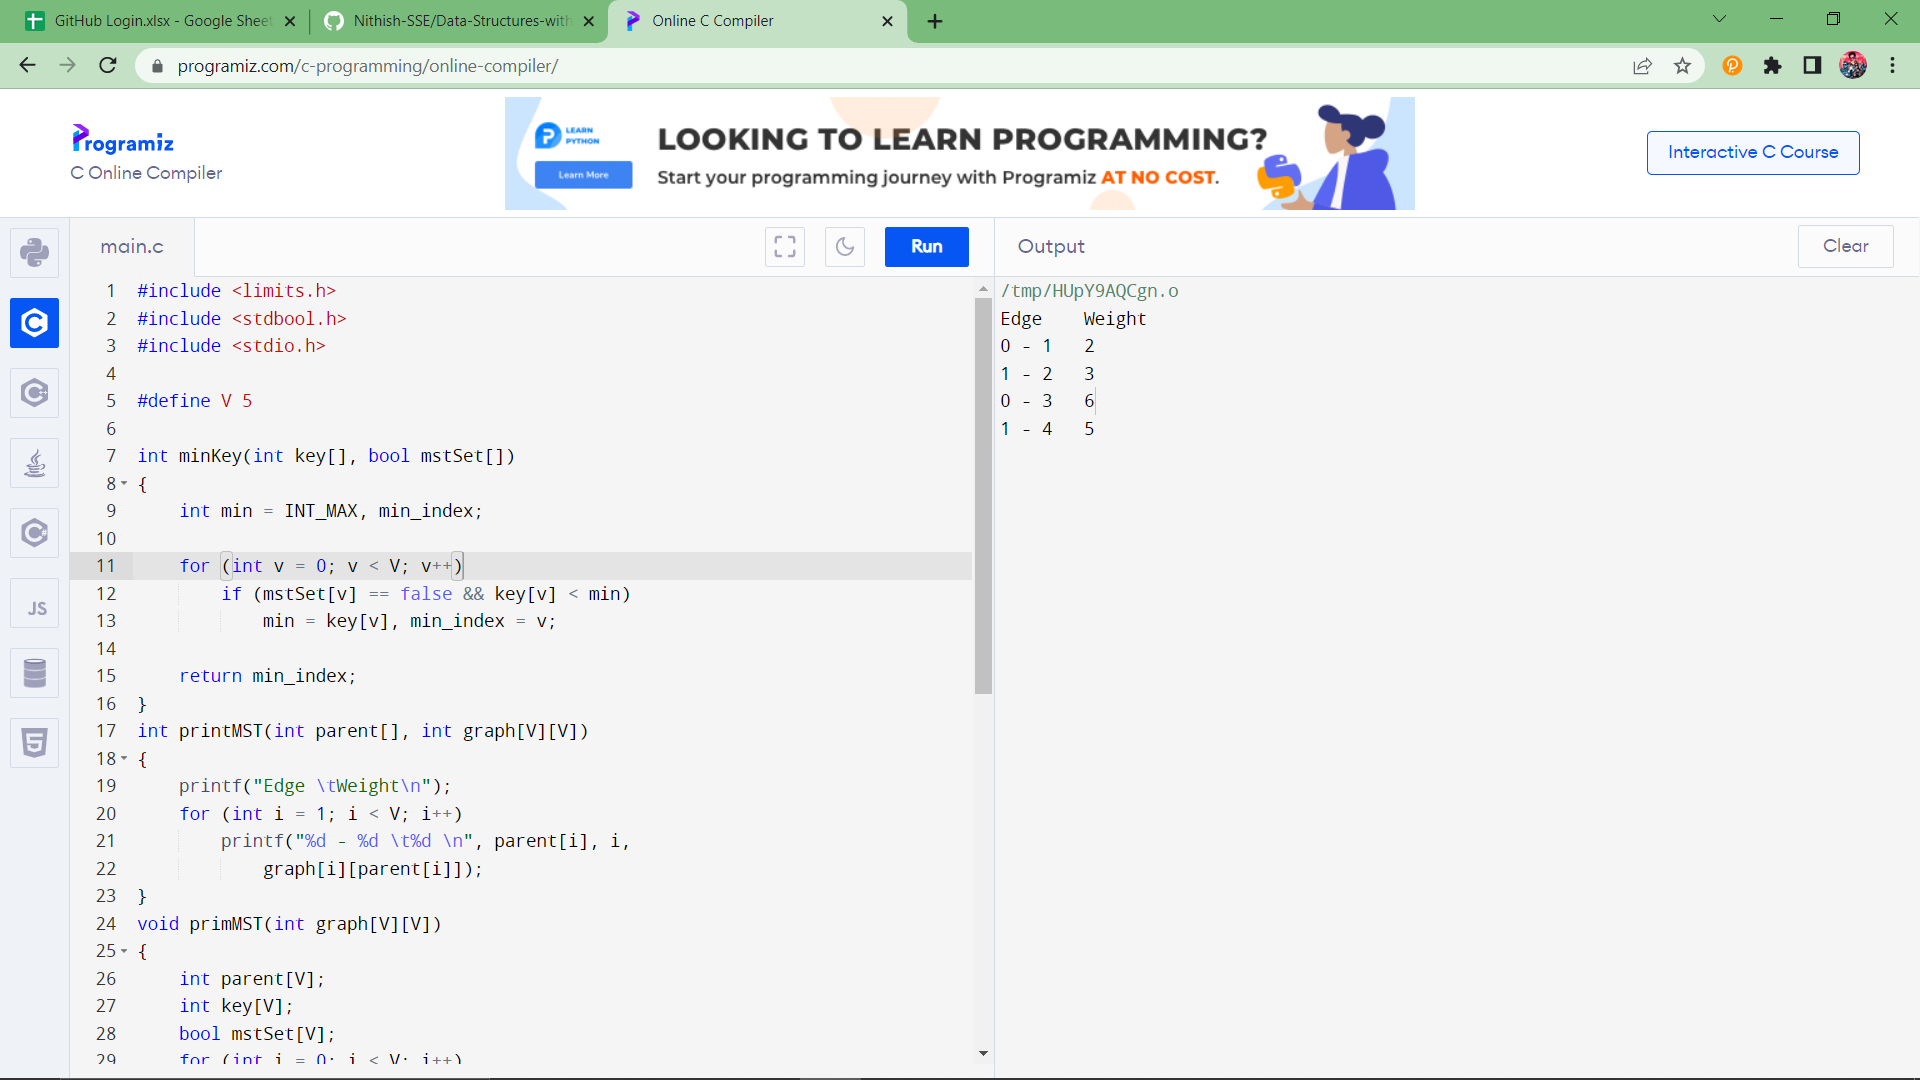 GitHub Login.xlsx - Google Sheet
Nithish-SSE/Data-Structures-with
Online C Compiler
programiz.com/c-programming/online-compiler/
Programiz
C Online Compiler
LEARN
PYTHON
Learn More
LOOKING TO LEARN PROGRAMMING?
Start your programming journey with Programiz AT NO COST.
Interactive C Course
main.c
Run
Output
Clear
1 #include <limits.h>
2 #include <stdbool.h>
3 #include <stdio.h>
4
5 #define V 5
6
7 int minKey(int key[], bool mstSet[])
8 {
9 int min = INT_MAX, min_index;
10
11 for (int v = 0; v < V; v++)
12 if (mstSet[v] == false && key[v] < min)
13 min = key[v], min_index = v;
14
15 return min_index;
16 }
17 int printMST(int parent[], int graph[V][V])
18 {
19 printf("Edge \tWeight\n");
20 for (int i = 1; i < V; i++)
21 printf("%d - %d \t%d \n", parent[i], i,
22 graph[i][parent[i]]);
23 }
24 void primMST(int graph[V][V])
25 {
26 int parent[V];
27 int key[V];
28 bool mstSet[V];
29 for (int i = 0; i < V; i++)
/tmp/HUpY9AQCgn.o
Edge Weight
0 - 1 2
1 - 2 3
0 - 3 6
1 - 4 5
JS